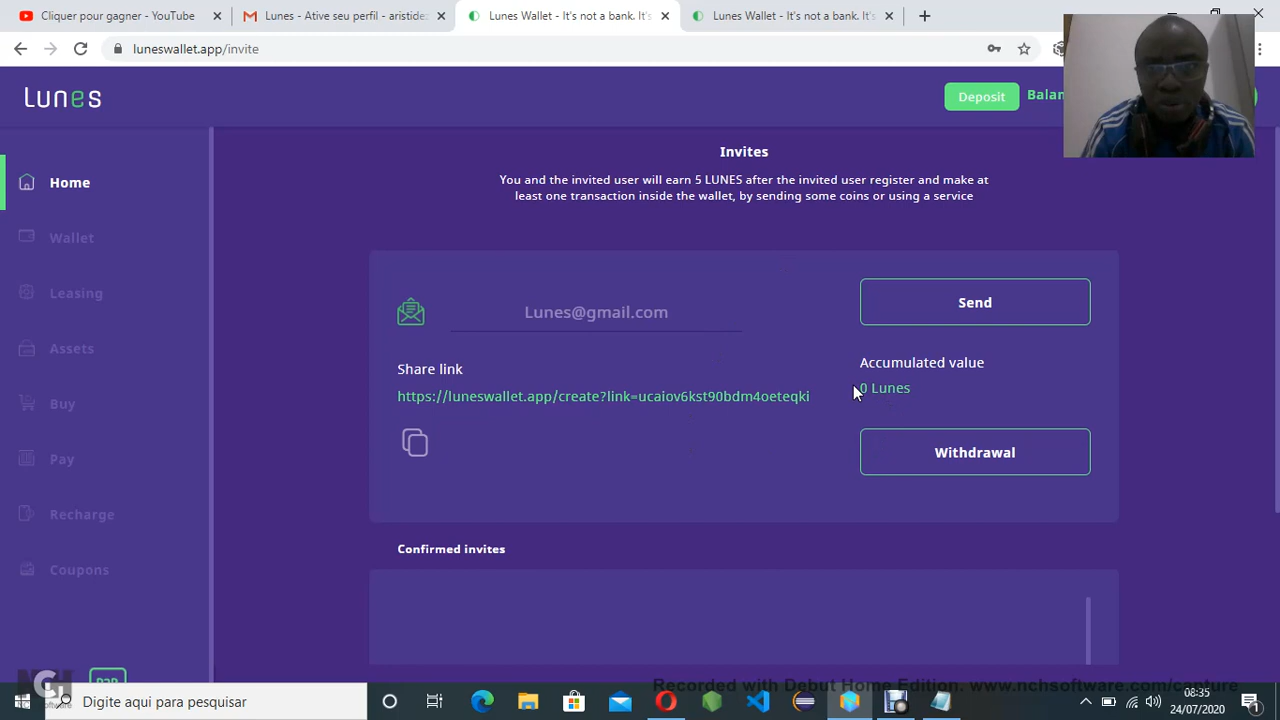 Cliquer pour gagner - YouTube
Lunes - Ative seu perfil - aristide
Lunes Wallet - It's not a bank. It's
Lunes Wallet - It's not a bank. It's
luneswallet.app/invite
Lunes
Deposit
Balan
Home
Wallet
Leasing
Assets
Buy
Pay
Recharge
Coupons
Invites
You and the invited user will earn 5 LUNES after the invited user register and make at
least one transaction inside the wallet, by sending some coins or using a service
Lunes@gmail.com
Send
Share link
https://luneswallet.app/create?link=ucaiov6kst90bdm4oeteqki
Accumulated value
0 Lunes
Withdrawal
Confirmed invites
NCH
Software
Recorded with Debut Home Edition. www.nchsoftware.com/capture
Digite aqui para pesquisar
08:35
24/07/2020